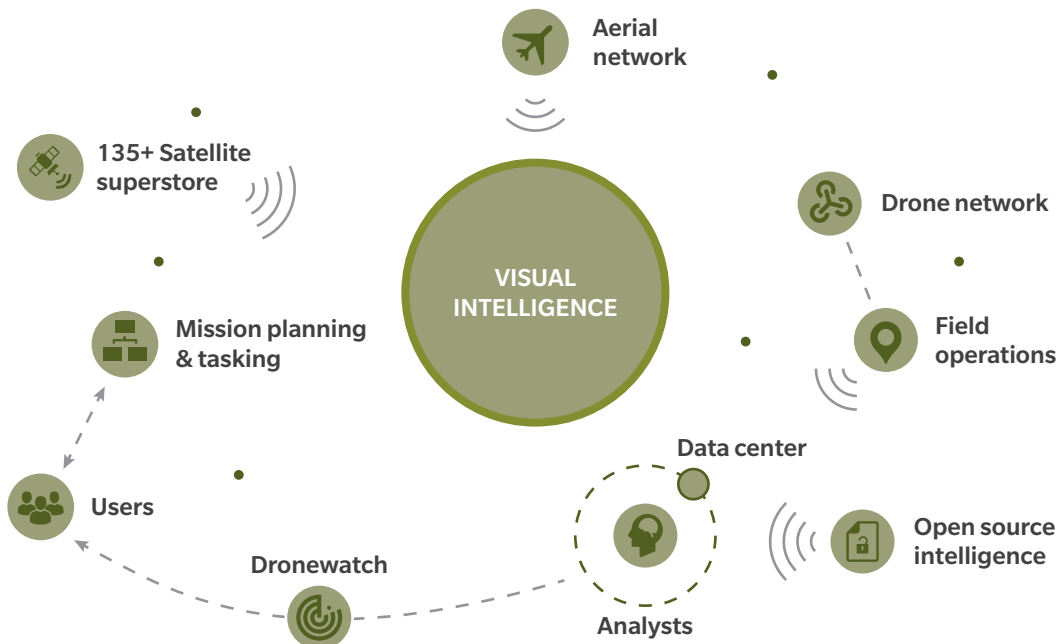 Aerial
network
135+ Satellite
superstore
Drone network
VISUAL
INTELLIGENCE
Mission planning
& tasking
Field
operations
Data center
Users
Open source
intelligence
Dronewatch
Analysts